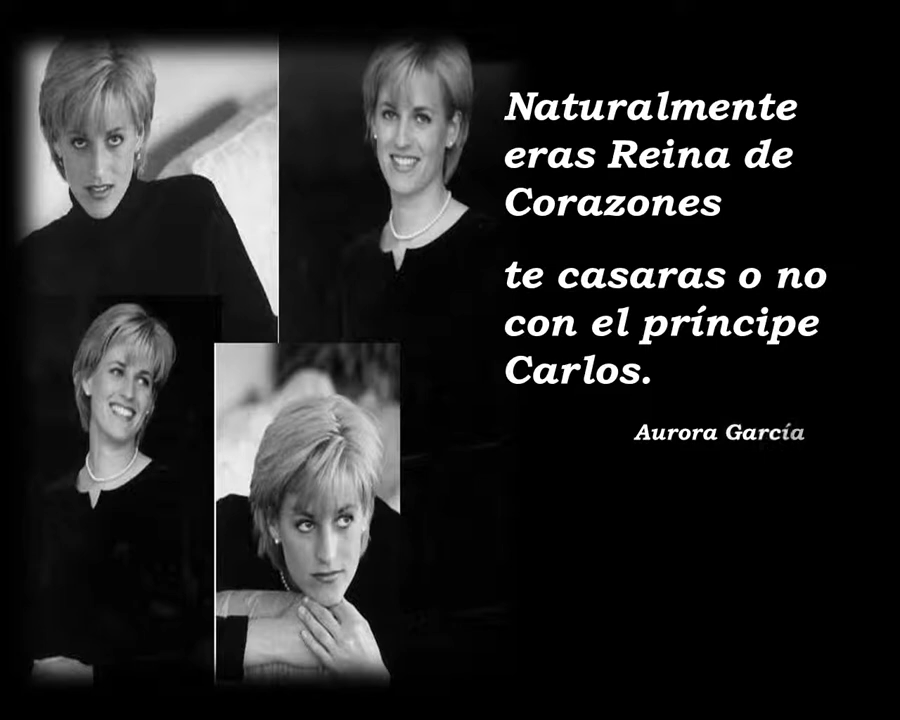 Naturalmente
eras Reina de
Corazones
te casaras o no
con el príncipe
Carlos.
Aurora García